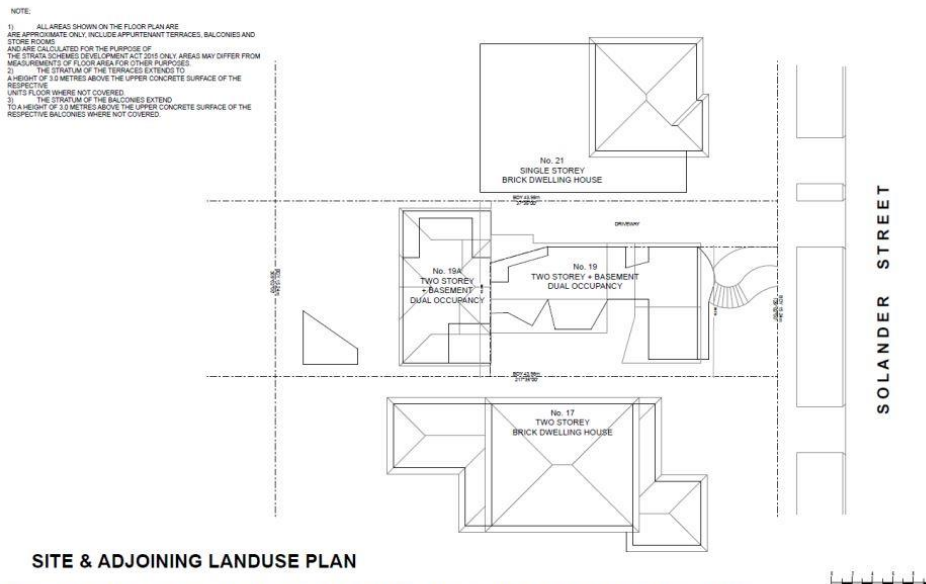 NOTE:
1) ALL AREAS SHOWN ON THE FLOOR PLAN ARE
ARE APPROXIMATE ONLY, INCLUDE APPURTENANT TERRACES, BALCONIES AND
STORE ROOMS
AND ARE CALCULATED FOR THE PURPOSE OF
THE STRATA SCHEMES DEVELOPMENT ACT 2015 ONLY. AREAS MAY DIFFER FROM
MEASUREMENTS OF FLOOR AREA FOR OTHER PURPOSES.
2) THE STRATUM OF THE TERRACES EXTENDS TO
A HEIGHT OF 3.0 METRES ABOVE THE UPPER CONCRETE SURFACE OF THE
RESPECTIVE
UNITS FLOOR WHERE NOT COVERED.
3) THE STRATUM OF THE BALCONIES EXTEND
TO A HEIGHT OF 3.0 METRES ABOVE THE UPPER CONCRETE SURFACE OF THE
RESPECTIVE BALCONIES WHERE NOT COVERED.
No. 21
SINGLE STOREY
BRICK DWELLING HOUSE
DRIVEWAY
No. 19A
TWO STOREY
+ BASEMENT
DUAL OCCUPANCY
No. 19
TWO STOREY + BASEMENT
DUAL OCCUPANCY
No. 17
TWO STOREY
BRICK DWELLING HOUSE
SOLANDER STREET
SITE & ADJOINING LANDUSE PLAN